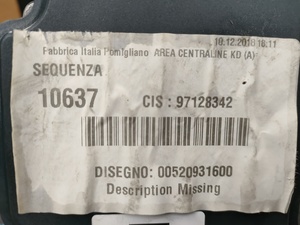 10.12.2018 16:11
Fabbrica Italia Pomigliano AREA CENTRALINE KD (A)
SEQUENZA
10637 CIS : 97128342
DISEGNO: 00520931600
Description Missing